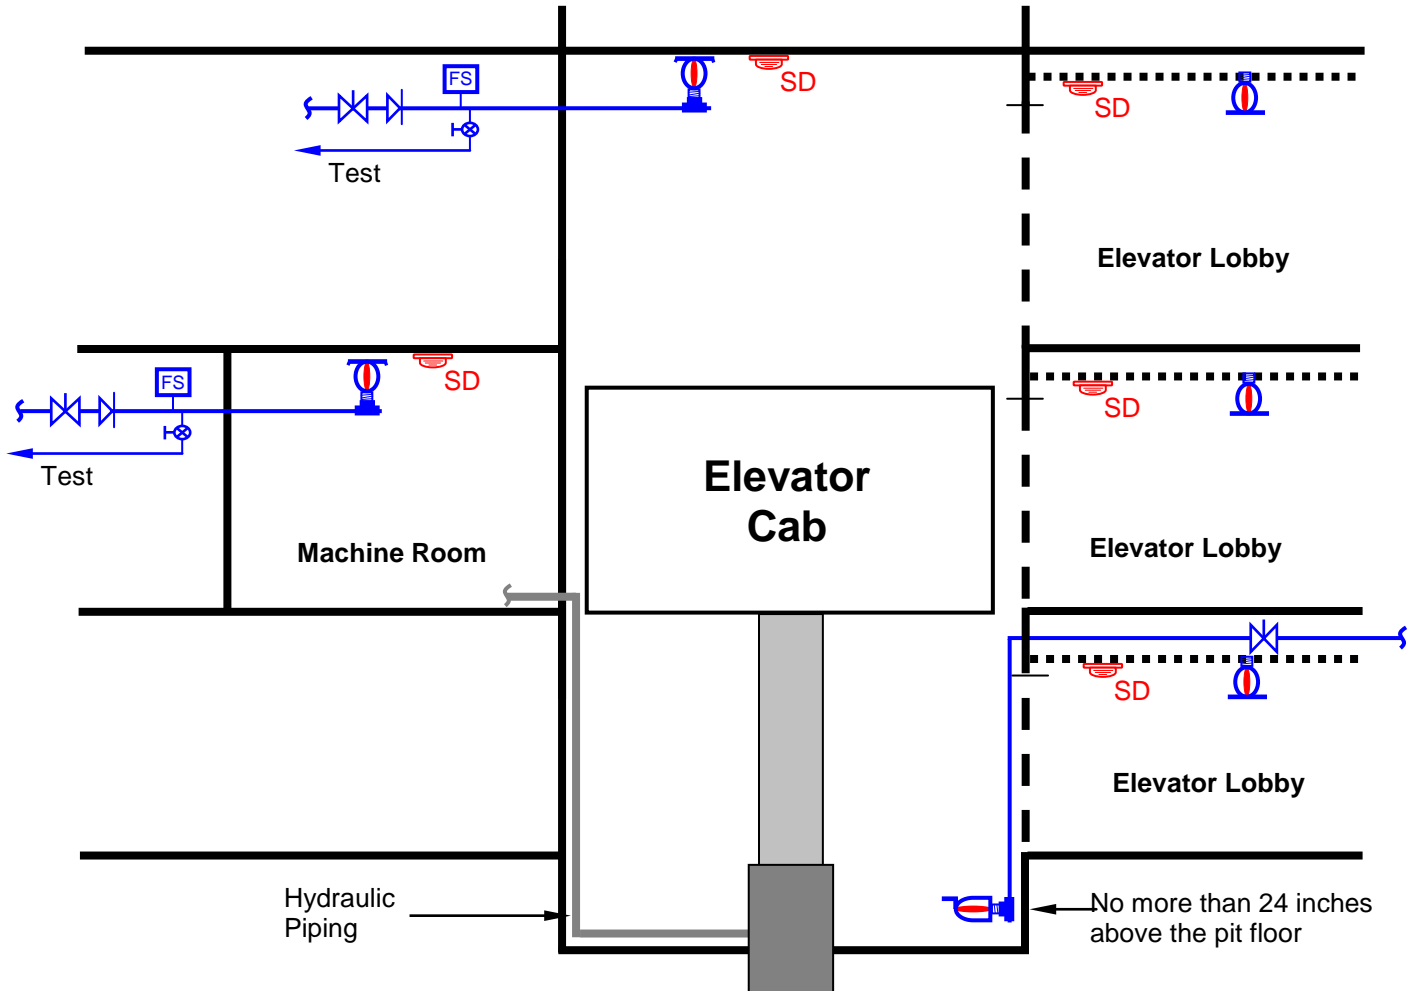 FS
SD
SD
Test
Elevator Lobby
FS
SD
SD
Test
Elevator
Cab
Machine Room
Elevator Lobby
SD
Elevator Lobby
Hydraulic
Piping
No more than 24 inches
above the pit floor